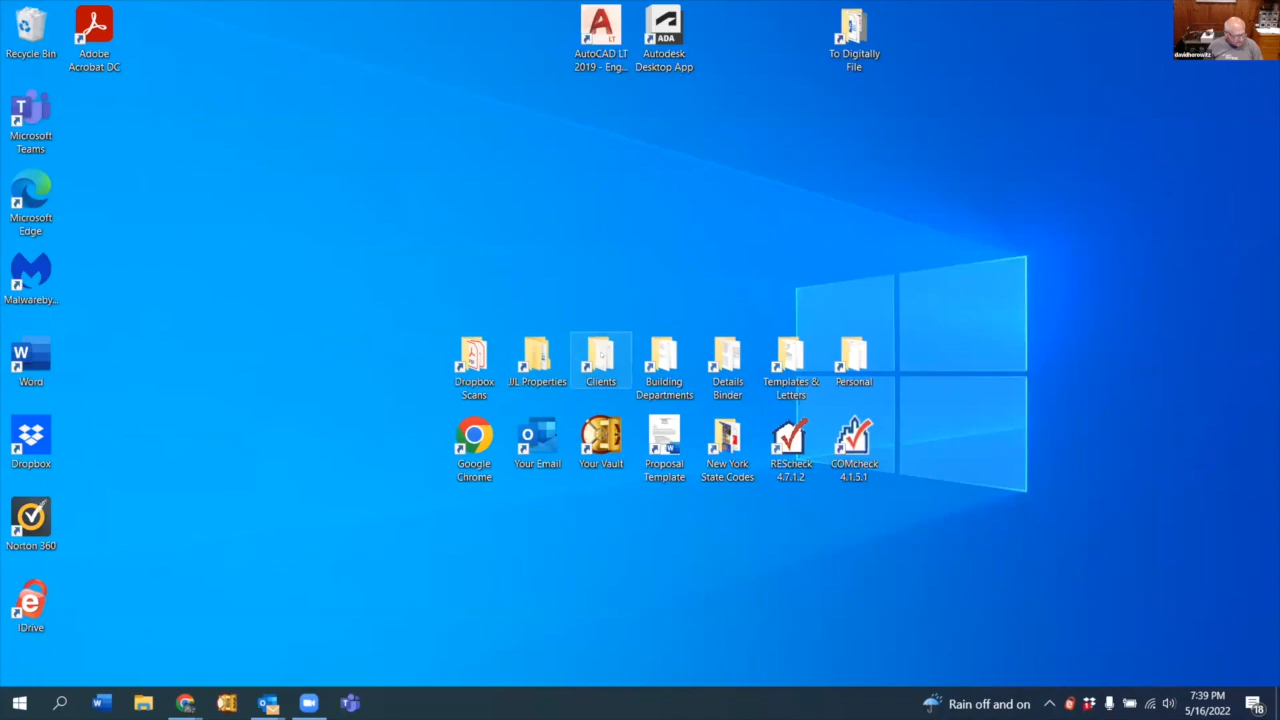 Recycle Bin
Adobe
Acrobat DC
AutoCAD LT
2019 - Eng...
Autodesk
Desktop App
To Digitally
File
davidhorowitz
Microsoft
Teams
Microsoft
Edge
Malwareby...
Word
Dropbox
Norton 360
IDrive
Dropbox
Scans
JJL Properties
Clients
Building
Departments
Details
Binder
Templates &
Letters
Personal
Google
Chrome
Your Email
Your Vault
Proposal
Template
New York
State Codes
REScheck
4.7.1.2
COMcheck
4.1.5.1
Rain off and on
7:39 PM
5/16/2022
18